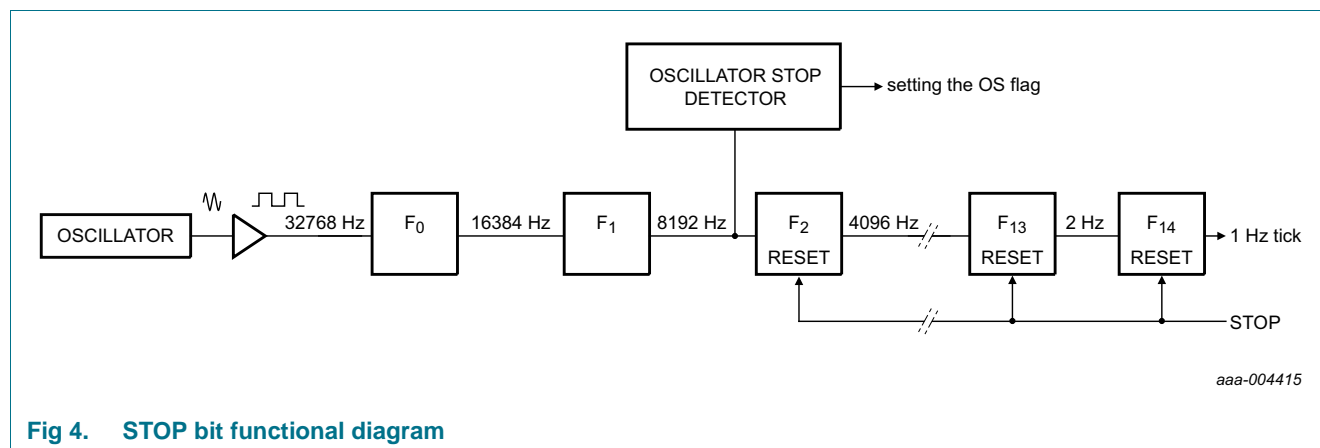 OSCILLATOR STOP
DETECTOR
setting the OS flag
OSCILLATOR
32768 Hz
F0
16384 Hz
F1
8192 Hz
F2
RESET
4096 Hz
F13
RESET
2 Hz
F14
RESET
1 Hz tick
STOP
aaa-004415
Fig 4. STOP bit functional diagram